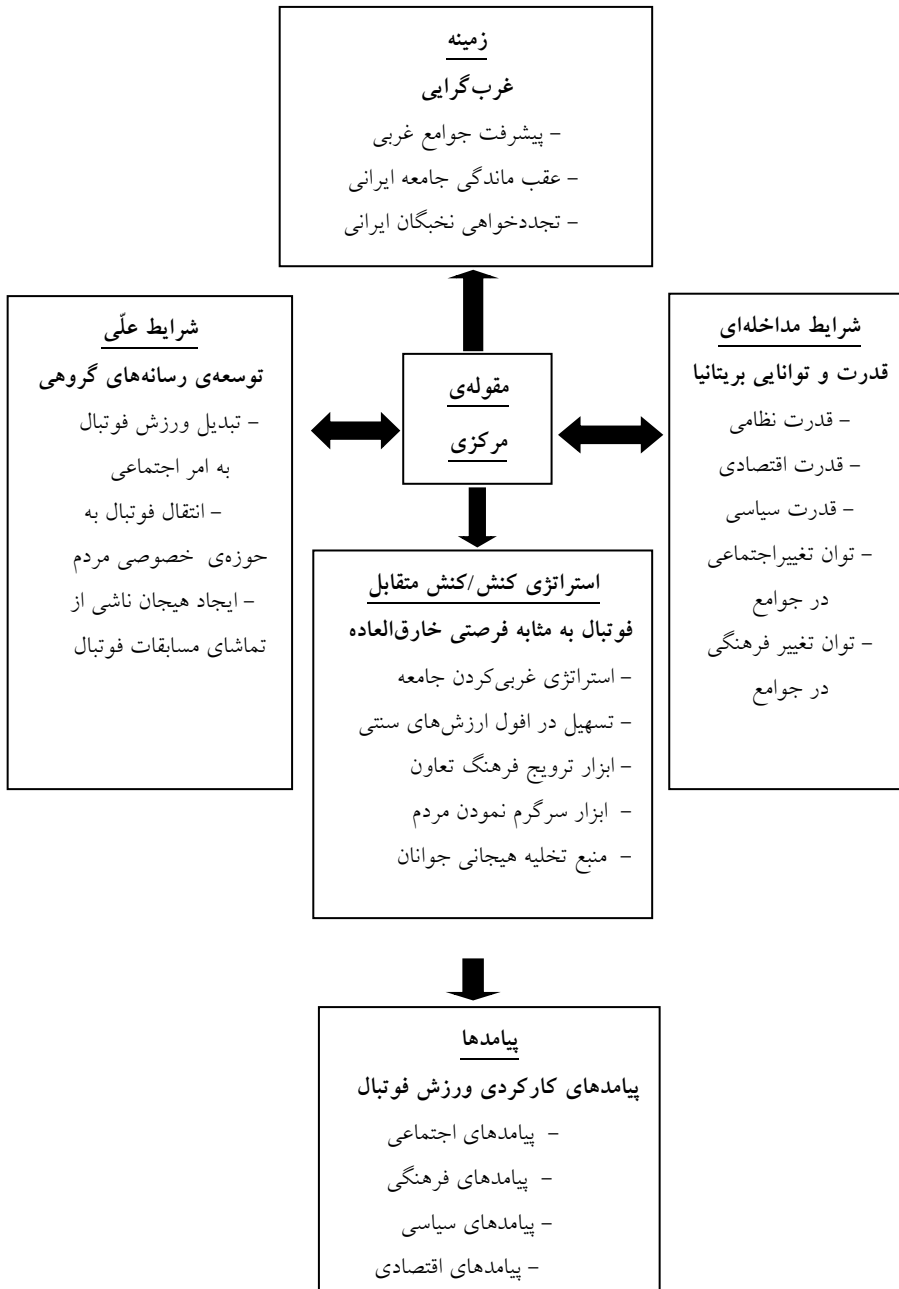 زمینه
غرب‌گرایی
– پیشرفت جوامع غربی
– عقب ماندگی جامعه ایرانی
– تجددخواهی نخبگان ایرانی
شرایط مداخله‌ای
قدرت و توانایی بریتانیا
– قدرت نظامی
– قدرت اقتصادی
– قدرت سیاسی
– توان تغییراجتماعی
در جوامع
– توان تغییر فرهنگی
در جوامع
مقوله‌ی
مرکزی
شرایط علّی
توسعه‌ی رسانه‌های گروهی
– تبدیل ورزش فوتبال
به امر اجتماعی
– انتقال فوتبال به
حوزه‌ی خصوصی مردم
– ایجاد هیجان ناشی از
تماشای مسابقات فوتبال
استراتژی کنش/کنش متقابل
فوتبال به مثابه فرصتی خارق‌العاده
– استراتژی غربی‌کردن جامعه
– تسهیل در افول ارزش‌های سنتی
– ابزار ترویج فرهنگ تعاون
– ابزار سرگرم نمودن مردم
– منبع تخلیه هیجانی جوانان
پیامدها
پیامدهای کارکردی ورزش فوتبال
– پیامدهای اجتماعی
– پیامدهای فرهنگی
– پیامدهای سیاسی
– پیامدهای اقتصادی